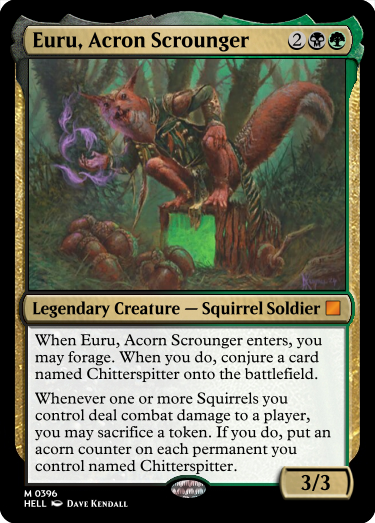 Euru, Acron Scrounger 2
Legendary Creature — Squirrel Soldier
When Euru, Acorn Scrounger enters, you
may forage. When you do, conjure a card
named Chitterspitter onto the battlefield.
Whenever one or more Squirrels you
control deal combat damage to a player,
you may sacrifice a token. If you do, put an
acorn counter on each permanent you
control named Chitterspitter.
3/3
M 0396
HELL DAVE KENDALL